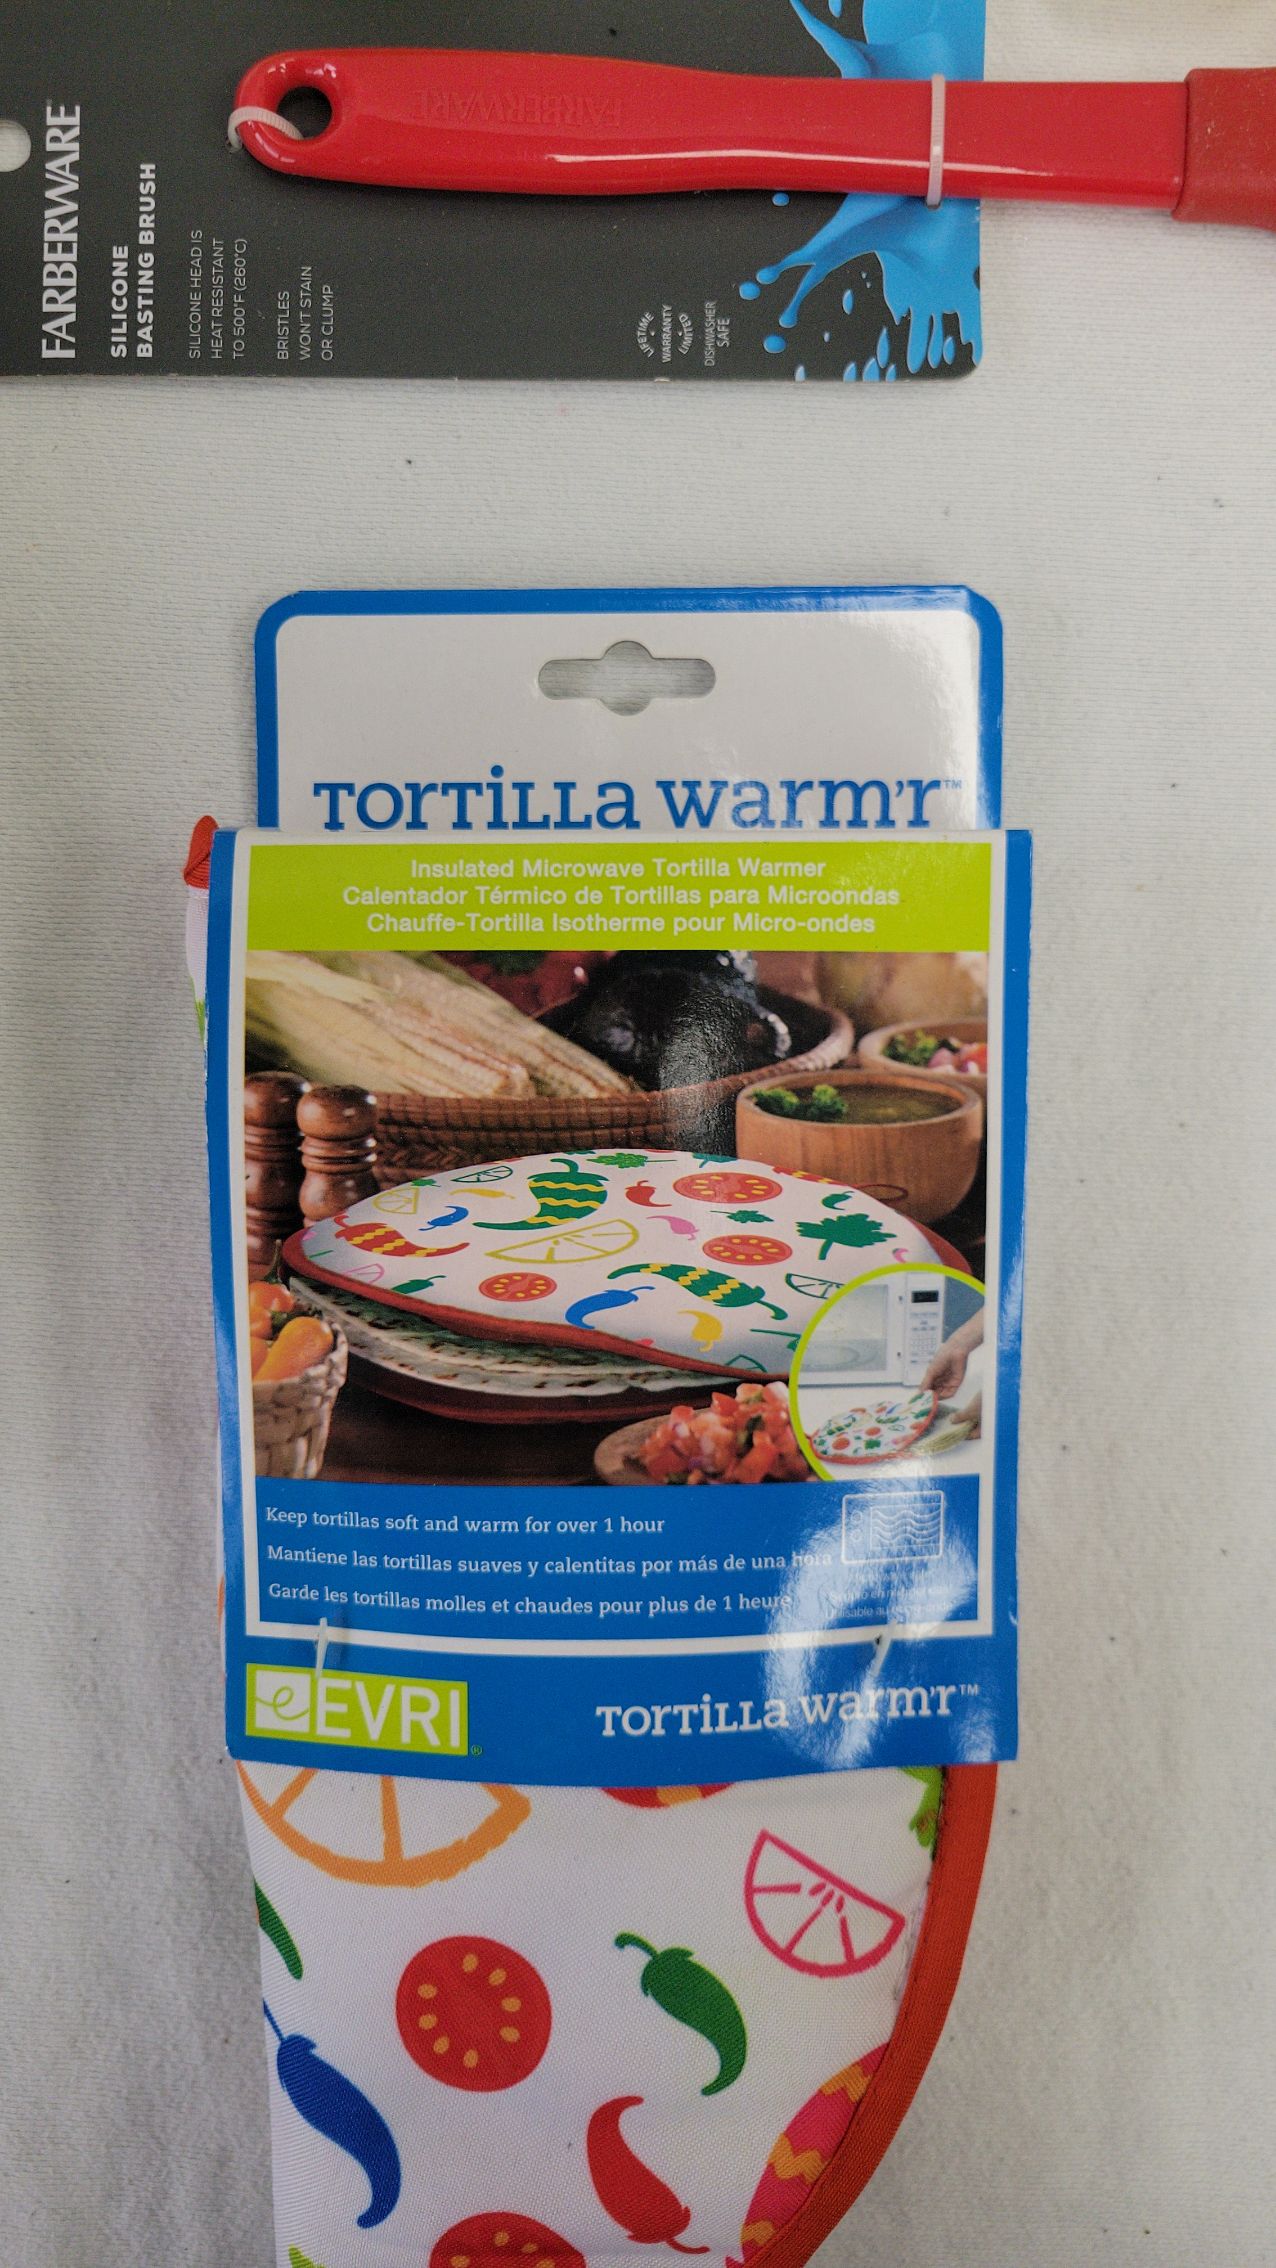 FARBERWARE
SILICONE
BASTING BRUSH
SILICONE HEAD IS
HEAT RESISTANT
TO 500°F (260°C)
BRISTLES
WON'T STAIN
OR CLUMP
LIFETIME
WARRANTY
LIMITED
DISHWASHER
SAFE
FARBERWARE
TORTiLLa warm'r™
Insulated Microwave Tortilla Warmer
Calentador Térmico de Tortillas para Microondas
Chauffe-Tortilla Isotherme pour Micro-ondes
Keep tortillas soft and warm for over 1 hour
Mantiene las tortillas suaves y calentitas por más de una hora
Garde les tortillas molles et chaudes pour plus de 1 heure
e EVRI®
TORTiLLa warm'r™